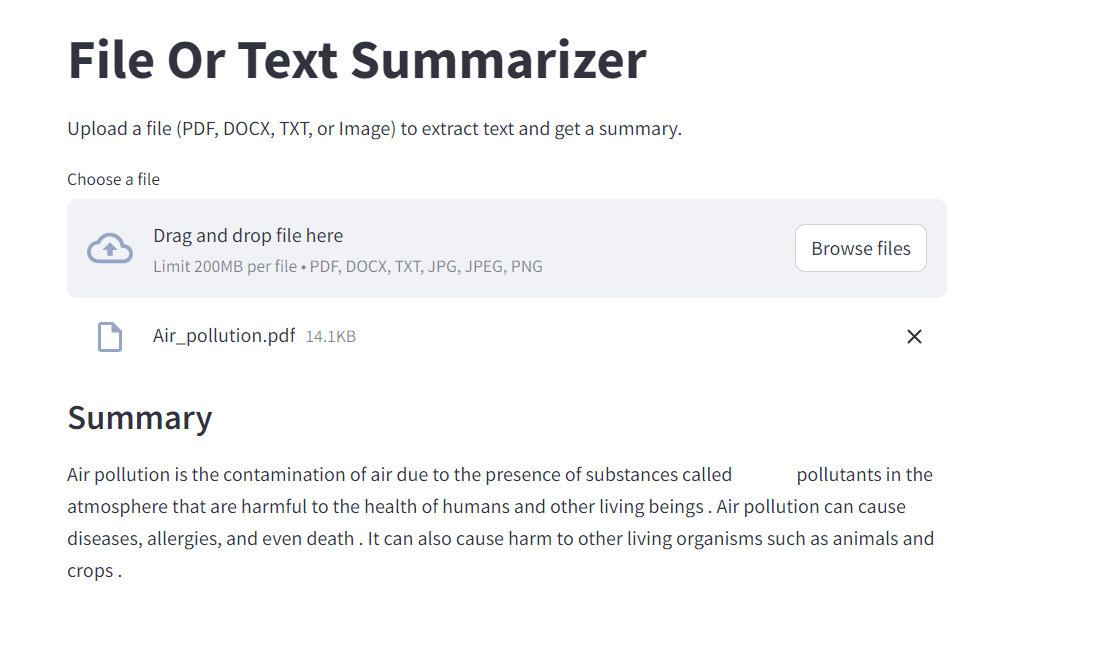 File Or Text Summarizer
Upload a file (PDF, DOCX, TXT, or Image) to extract text and get a summary.
Choose a file
Drag and drop file here
Limit 200MB per file • PDF, DOCX, TXT, JPG, JPEG, PNG
Browse files
Air_pollution.pdf 14.1KB
Summary
Air pollution is the contamination of air due to the presence of substances called pollutants in the
atmosphere that are harmful to the health of humans and other living beings . Air pollution can cause
diseases, allergies, and even death . It can also cause harm to other living organisms such as animals and
crops .